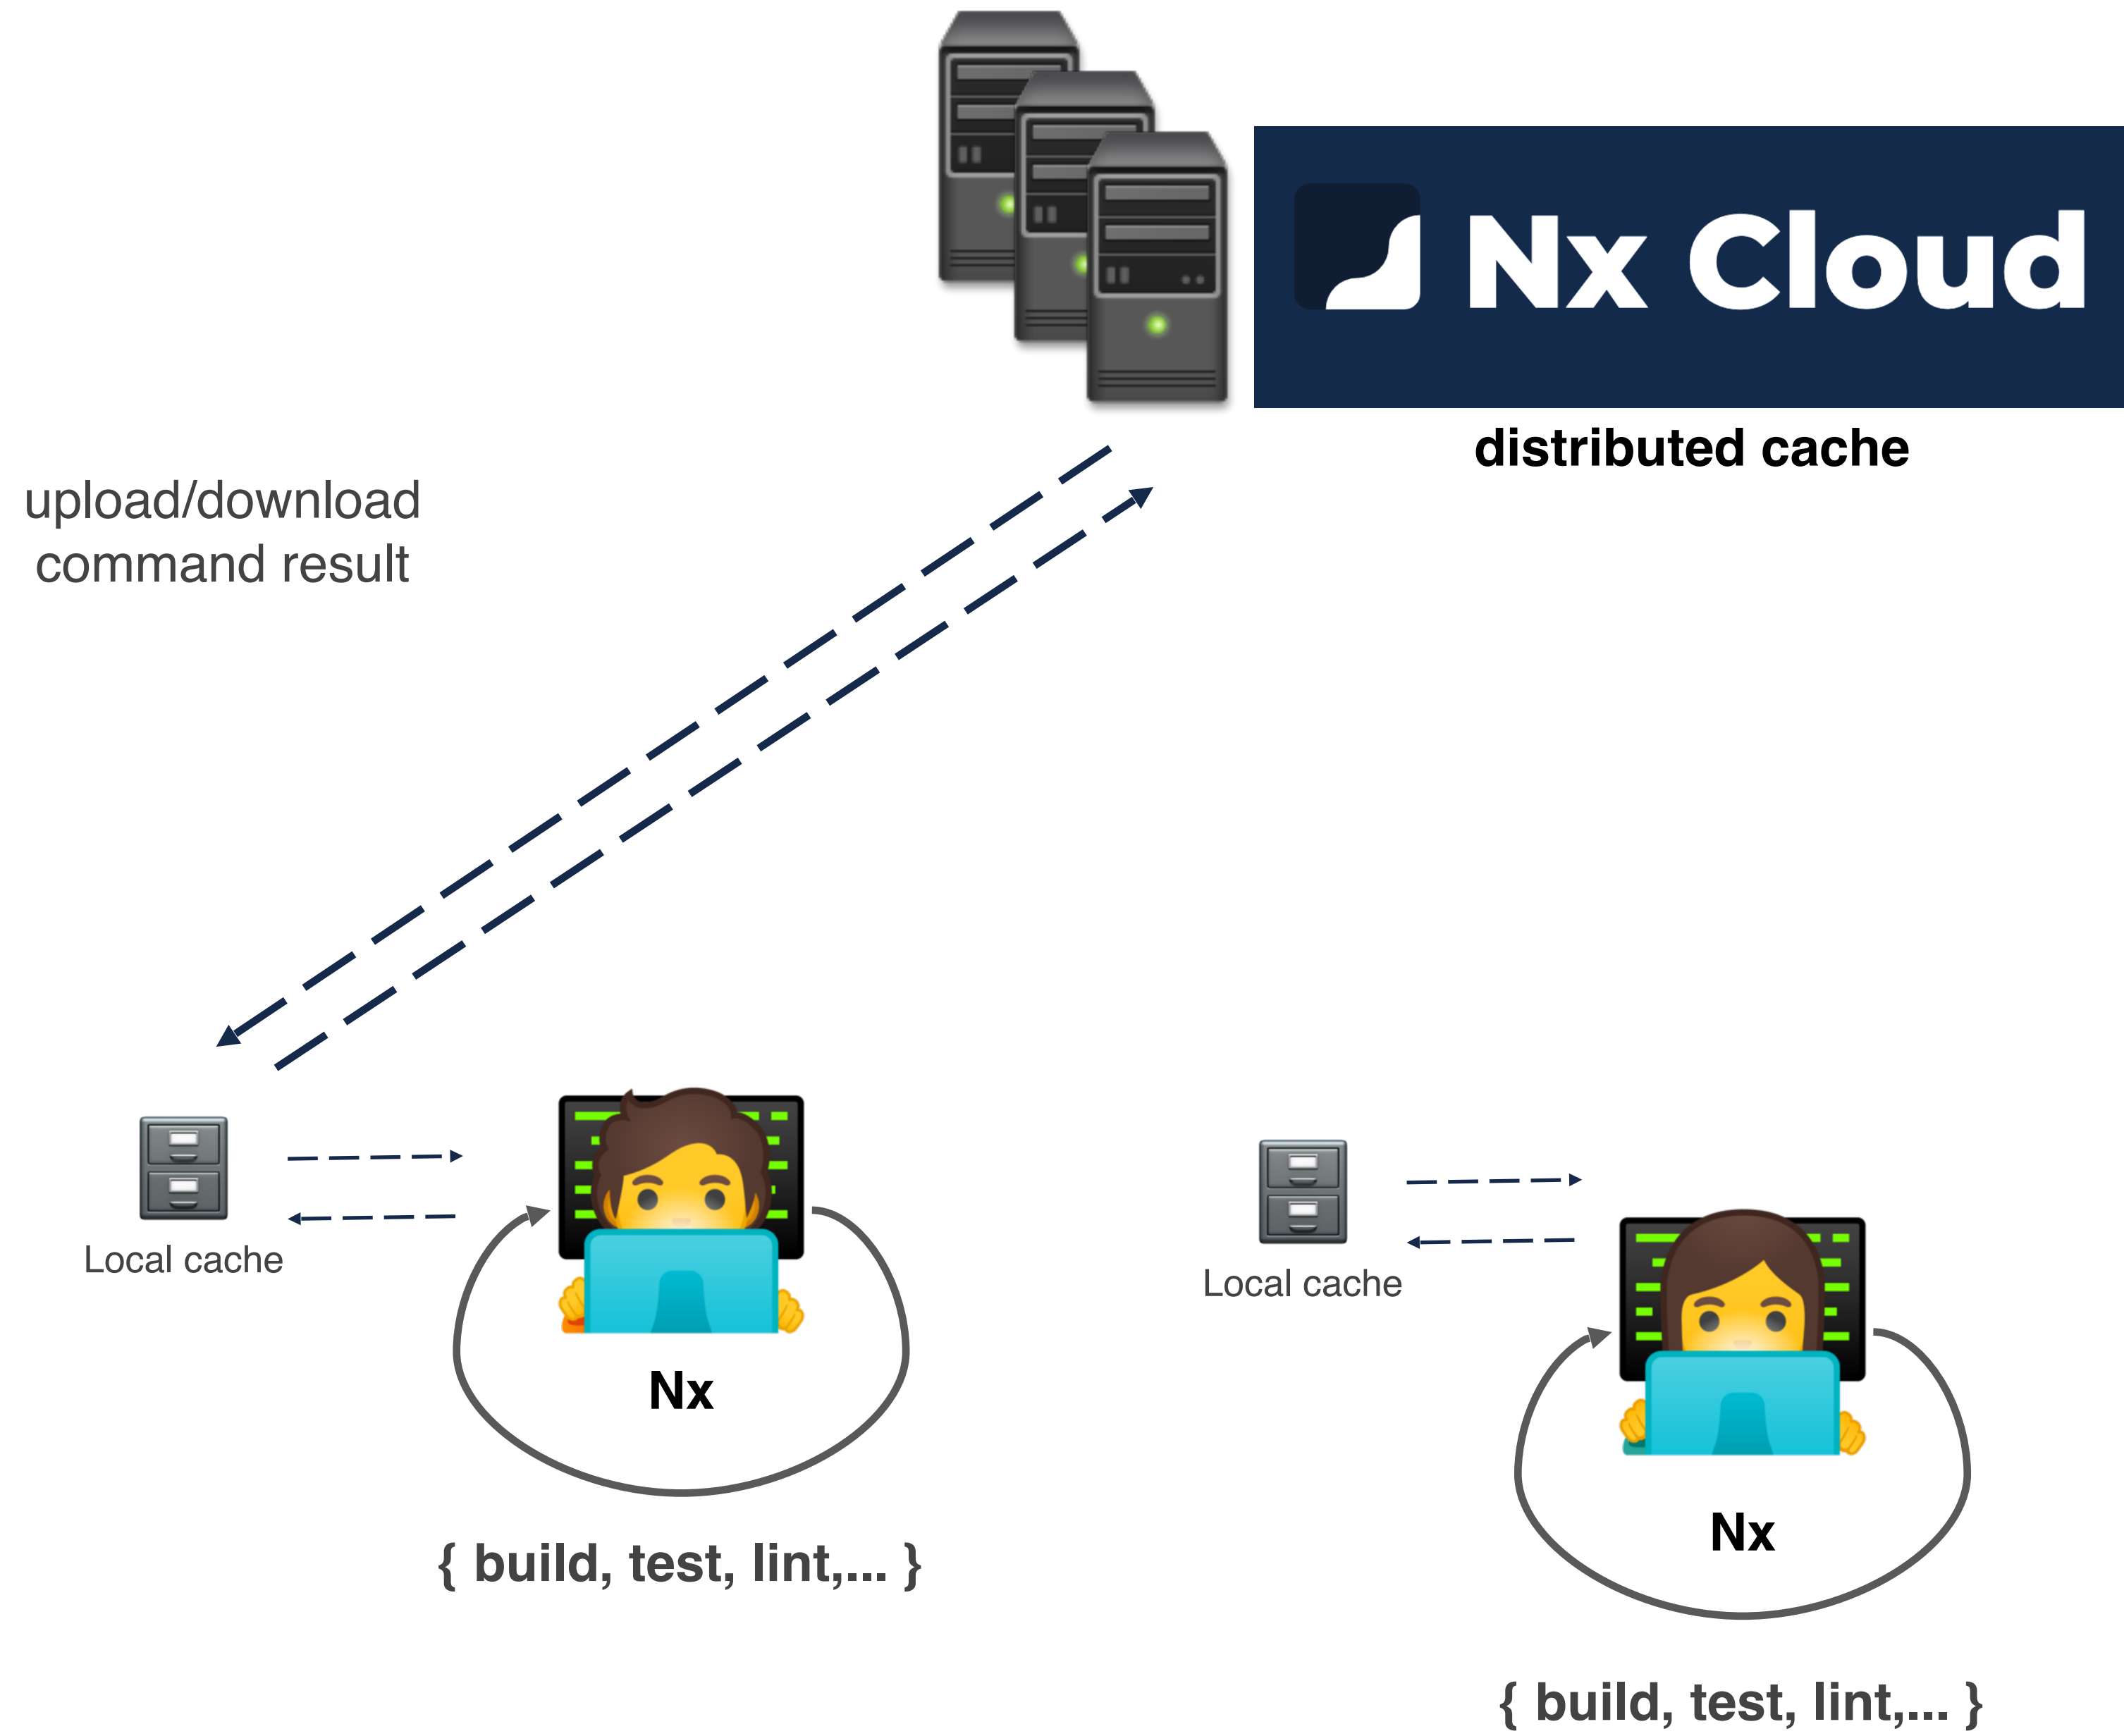 Nx Cloud
distributed cache
upload/download
command result
Local cache
Nx
{ build, test, lint,... }
Local cache
Nx
{ build, test, lint,... }